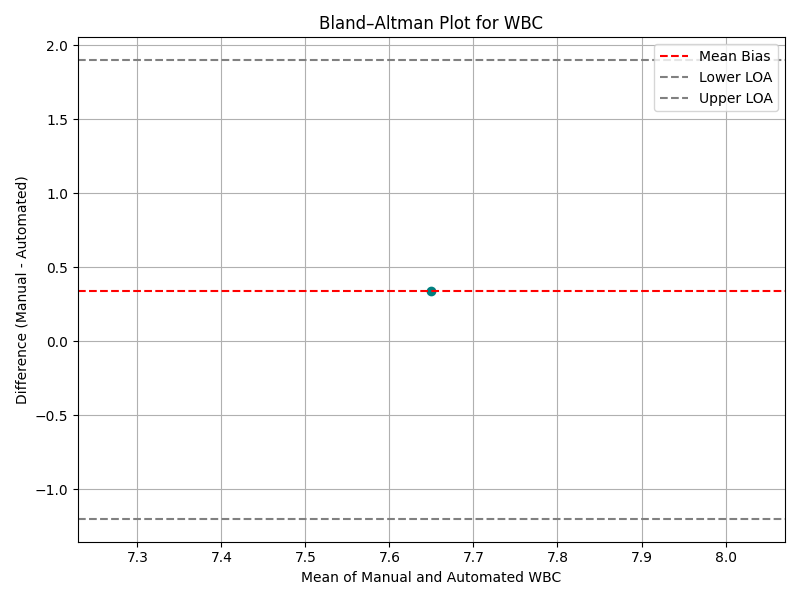 Bland–Altman Plot for WBC
Mean Bias
Lower LOA
Upper LOA
2.0
1.5
1.0
0.5
0.0
−0.5
−1.0
Difference (Manual - Automated)
7.3 7.4 7.5 7.6 7.7 7.8 7.9 8.0
Mean of Manual and Automated WBC